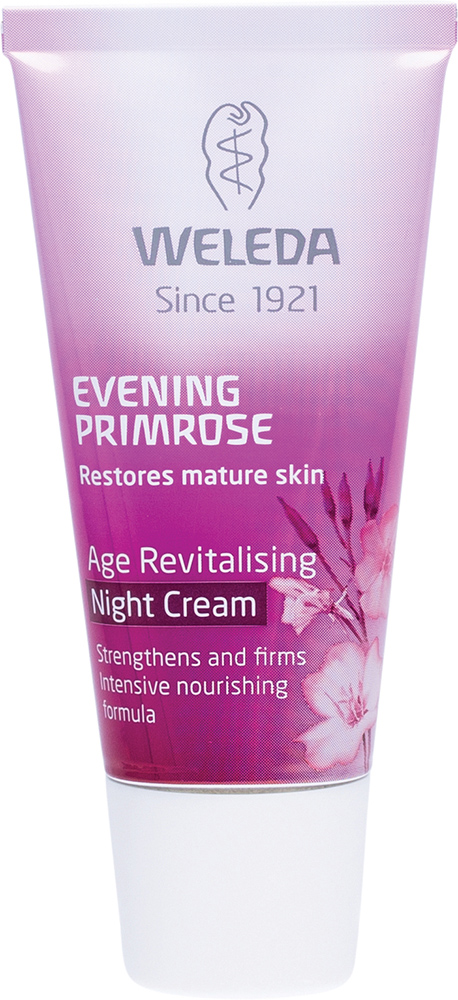 WELEDA
Since 1921
EVENING
PRIMROSE
Restores mature skin
Age Revitalising
Night Cream
Strengthens and firms
Intensive nourishing
formula